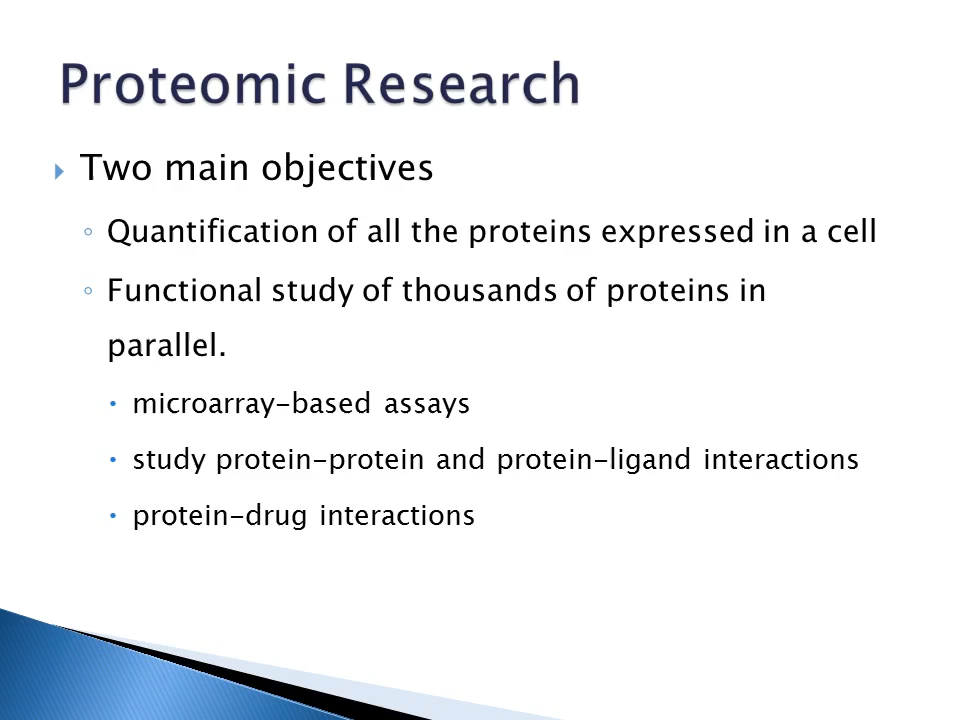 Proteomic Research
Two main objectives
Quantification of all the proteins expressed in a cell
Functional study of thousands of proteins in
parallel.
microarray-based assays
study protein-protein and protein-ligand interactions
protein-drug interactions